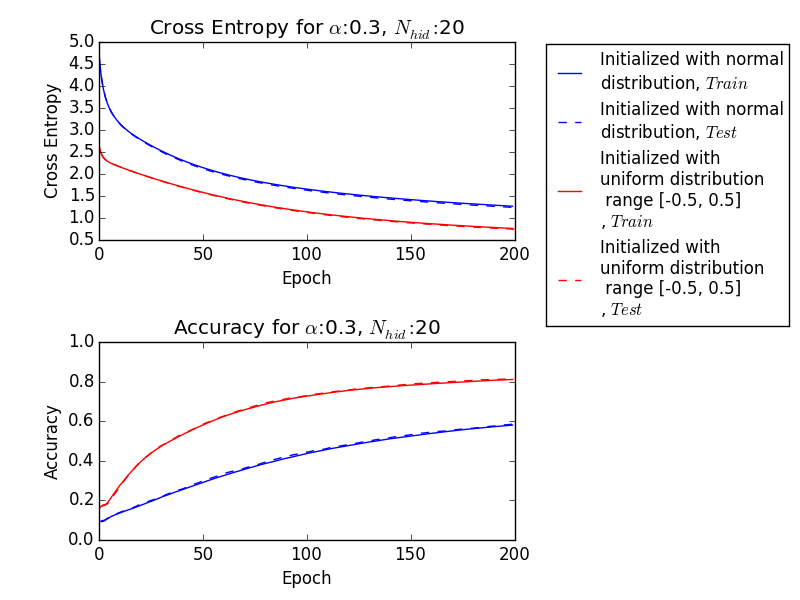 Cross Entropy for α:0.3, N_hid:20
5.0
4.5
4.0
3.5
3.0
2.5
2.0
1.5
1.0
0.5
Cross Entropy
0 50 100 150 200
Epoch
Initialized with normal
distribution, Train
Initialized with normal
distribution, Test
Initialized with
uniform distribution
range [-0.5, 0.5]
, Train
Initialized with
uniform distribution
range [-0.5, 0.5]
, Test
Accuracy for α:0.3, N_hid:20
1.0
0.8
0.6
0.4
0.2
0.0
Accuracy
0 50 100 150 200
Epoch